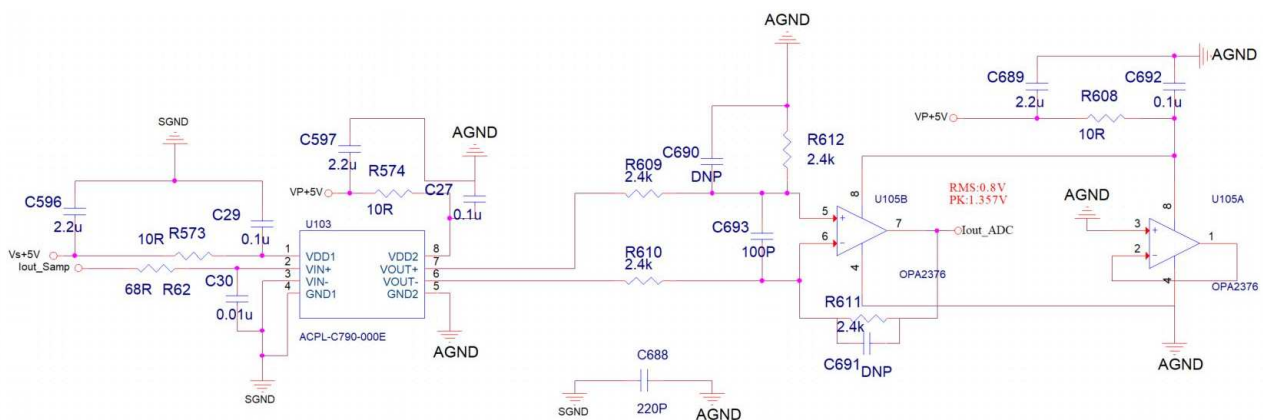 AGND
AGND
C689
2.2u
C692
0.1u
R608
VP+5V
10R
SGND
C597
2.2u
AGND
R574
VP+5V
10R
C27
0.1u
C690
DNP
R612
2.4k
R609
2.4k
C596
2.2u
C29
0.1u
10R
R573
Vs+5V
Iout_Samp
68R
R62
C30
0.01u
U103
1
2
3
4
VDD1
VIN+
VIN-
GND1
VDD2
VOUT+
VOUT-
GND2
8
7
6
5
ACPL-C790-000E
AGND
SGND
R610
2.4k
C693
100P
8
U105B
5
+
6
-
7
4
OPA2376
RMS:0.8V
PK:1.357V
Iout_ADC
R611
2.4k
C691
DNP
AGND
8
U105A
3
+
2
-
1
4
OPA2376
AGND
C688
220P
SGND
AGND